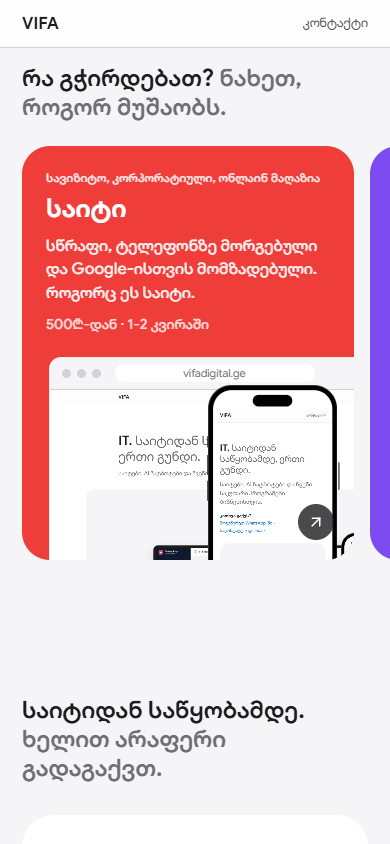 VIFA
კონტაქტი
რა გჭირდებათ? ნახეთ,
როგორ მუშაობს.
სავიზიტო, კორპორატიული, ონლაინ მაღაზია
საიტი
სწრაფი, ტელეფონზე მორგებული
და Google-ისთვის მომზადებული.
როგორც ეს საიტი.
500₾-დან · 1-2 კვირაში
vifadigital.ge
VIFA
IT. საიტიდან ს
ერთი გუნდი.
VIFA
IT. საიტიდან
საწყობამდე, ერთი
გუნდი.
საიტიდან საწყობამდე.
ხელით არაფერი
გადაგაქვთ.